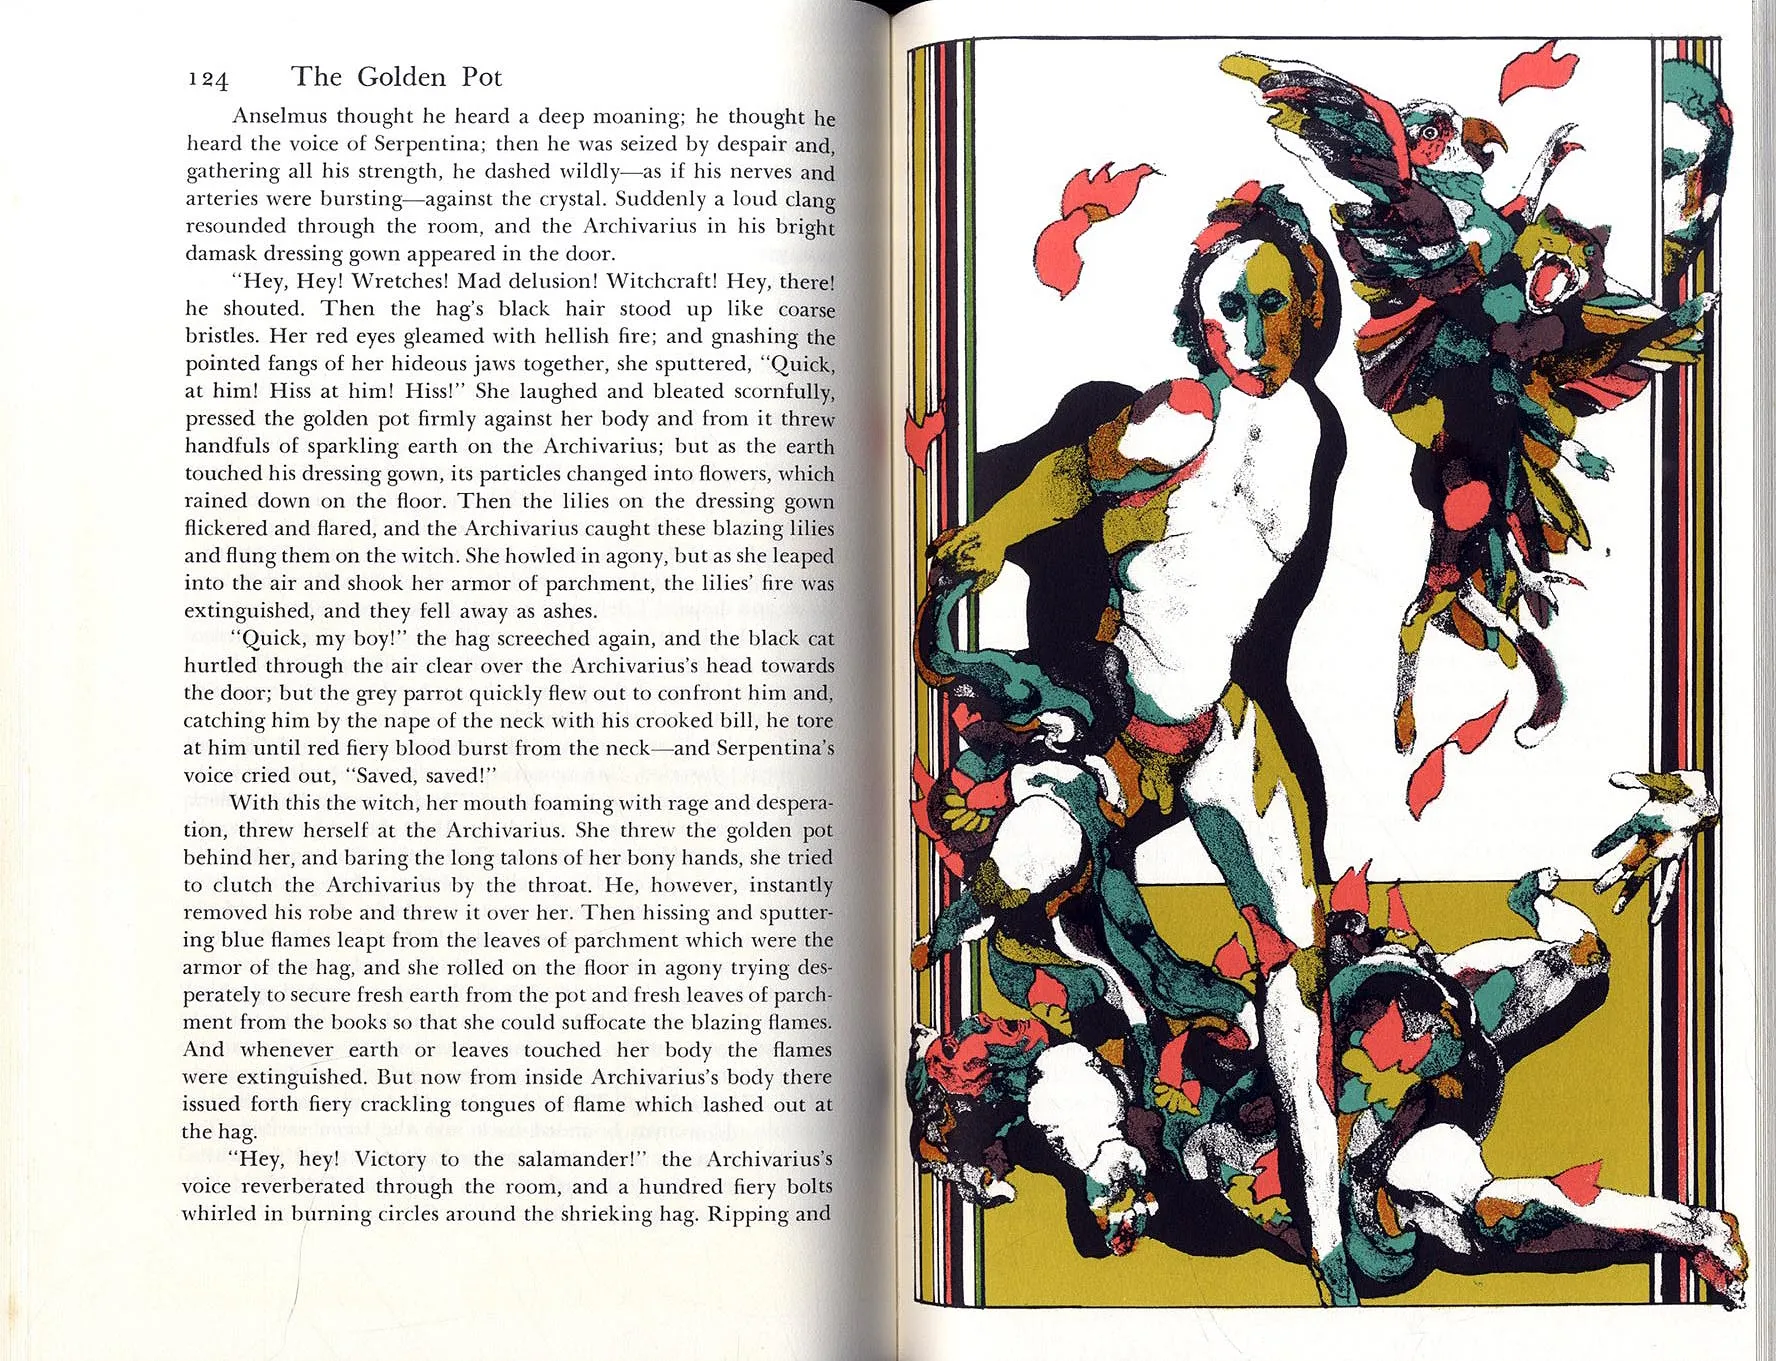 124 The Golden Pot
Anselmus thought he heard a deep moaning; he thought he
heard the voice of Serpentina; then he was seized by despair and,
gathering all his strength, he dashed wildly—as if his nerves and
arteries were bursting—against the crystal. Suddenly a loud clang
resounded through the room, and the Archivarius in his bright
damask dressing gown appeared in the door.
“Hey, Hey! Wretches! Mad delusion! Witchcraft! Hey, there!
he shouted. Then the hag’s black hair stood up like coarse
bristles. Her red eyes gleamed with hellish fire; and gnashing the
pointed fangs of her hideous jaws together, she sputtered, “Quick,
at him! Hiss at him! Hiss!” She laughed and bleated scornfully,
pressed the golden pot firmly against her body and from it threw
handfuls of sparkling earth on the Archivarius; but as the earth
touched his dressing gown, its particles changed into flowers, which
rained down on the floor. Then the lilies on the dressing gown
flickered and flared, and the Archivarius caught these blazing lilies
and flung them on the witch. She howled in agony, but as she leaped
into the air and shook her armor of parchment, the lilies’ fire was
extinguished, and they fell away as ashes.
“Quick, my boy!” the hag screeched again, and the black cat
hurtled through the air clear over the Archivarius’s head towards
the door; but the grey parrot quickly flew out to confront him and,
catching him by the nape of the neck with his crooked bill, he tore
at him until red fiery blood burst from the neck—and Serpentina’s
voice cried out, “Saved, saved!”
With this the witch, her mouth foaming with rage and despera-
tion, threw herself at the Archivarius. She threw the golden pot
behind her, and baring the long talons of her bony hands, she tried
to clutch the Archivarius by the throat. He, however, instantly
removed his robe and threw it over her. Then hissing and sputter-
ing blue flames leapt from the leaves of parchment which were the
armor of the hag, and she rolled on the floor in agony trying des-
perately to secure fresh earth from the pot and fresh leaves of parch-
ment from the books so that she could suffocate the blazing flames.
And whenever earth or leaves touched her body the flames
were extinguished. But now from inside Archivarius’s body there
issued forth fiery crackling tongues of flame which lashed out at
the hag.
“Hey, hey! Victory to the salamander!” the Archivarius’s
voice reverberated through the room, and a hundred fiery bolts
whirled in burning circles around the shrieking hag. Ripping and